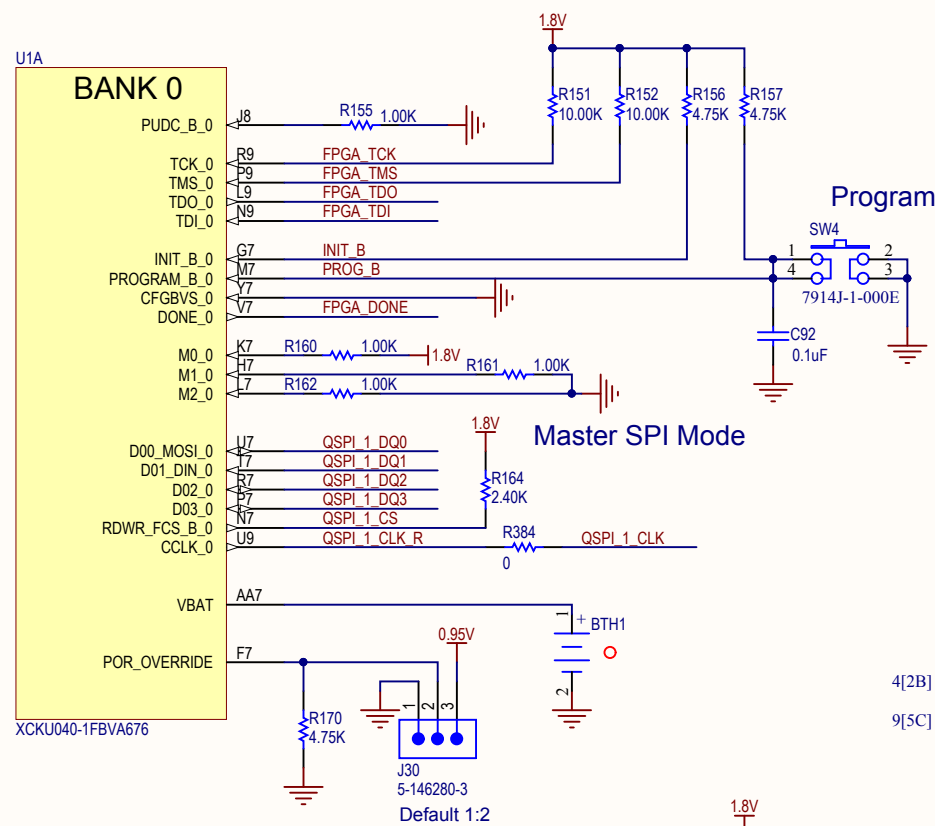 1.8V
U1A
BANK 0
PUDC_B_0
J8
R155
1.00K
R151
10.00K
R152
10.00K
R156
4.75K
R157
4.75K
TCK_0
R9
FPGA_TCK
TMS_0
P9
FPGA_TMS
TDO_0
L9
FPGA_TDO
TDI_0
N9
FPGA_TDI
Program
SW4
1
2
4
3
7914J-1-000E
INIT_B_0
G7
INIT_B
PROGRAM_B_0
M7
PROG_B
CFGBVS_0
Y7
DONE_0
V7
FPGA_DONE
C92
0.1uF
M0_0
K7
R160
1.00K
1.8V
M1_0
H7
R161
1.00K
M2_0
L7
R162
1.00K
1.8V
Master SPI Mode
D00_MOSI_0
U7
QSPI_1_DQ0
D01_DIN_0
T7
QSPI_1_DQ1
D02_0
R7
QSPI_1_DQ2
D03_0
P7
QSPI_1_DQ3
R164
2.40K
RDWR_FCS_B_0
N7
QSPI_1_CS
CCLK_0
U9
QSPI_1_CLK_R
R384
0
QSPI_1_CLK
VBAT
AA7
1
+
BTH1
2
0.95V
POR_OVERRIDE
F7
4[2B]
1
2
3
R170
4.75K
9[5C]
XCKU040-1FBVA676
J30
5-146280-3
Default 1:2
1.8V